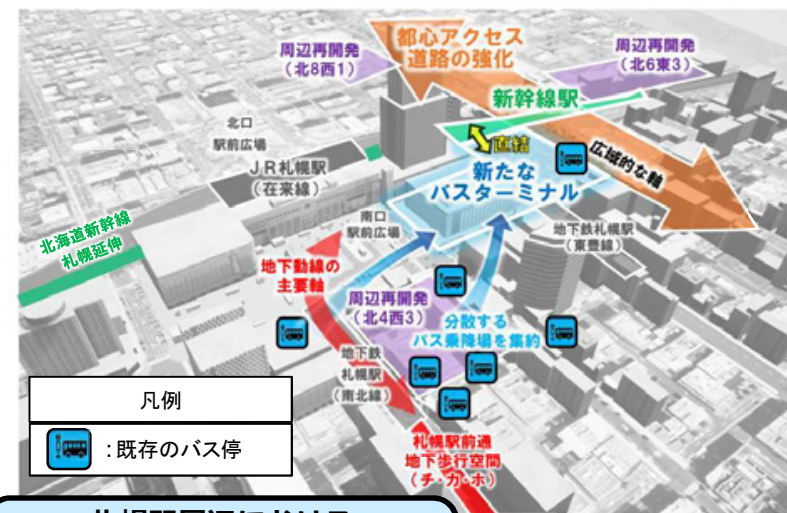 都心アクセス
道路の強化
周辺再開発
(北8西1)
周辺再開発
(北6東3)
新幹線駅
北口
駅前広場
直結
広域的な軸
JR札幌駅
(在来線)
新たな
バスターミナル
南口
駅前広場
地下鉄札幌駅
(東豊線)
北海道新幹線
札幌延伸
地下動線の
主要軸
周辺再開発
(北4西3)
分散する
バス乗降場を集約
地下鉄
札幌駅
(南北線)
凡例
:既存のバス停
札幌駅前通
地下歩行空間
(チ・カ・ホ)